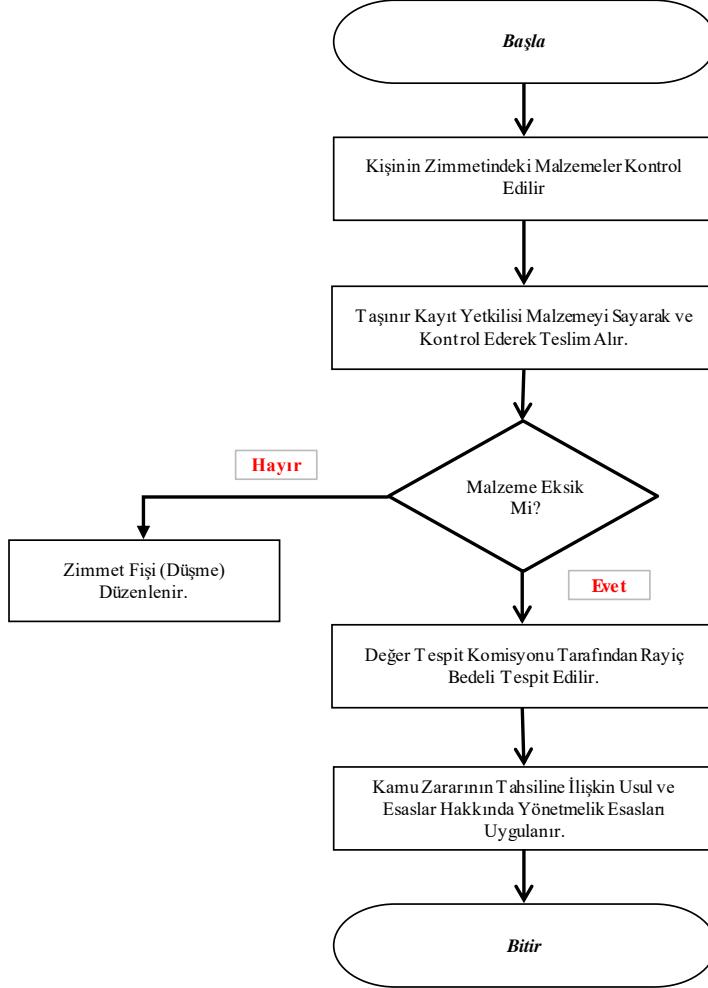 Başla
Kişinin Zimmetindeki Malzemeler Kontrol
Edilir
Taşınır Kayıt Yetkilisi Malzemeyi Sayarak ve
Kontrol Ederek Teslim Alır.
Malzeme Eksik
Mi?
Hayır
Zimmet Fişi (Düşme)
Düzenlenir.
Evet
Değer Tespit Komisyonu Tarafından Rayiç
Bedeli Tespit Edilir.
Kamu Zararının Tahsiline İlişkin Usul ve
Esaslar Hakkında Yönetmelik Esasları
Uygulanır.
Bitir